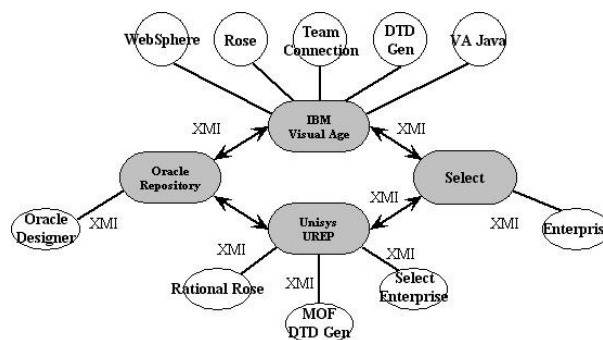 WebSphere
Rose
Team
Connection
DTD
Gen
VA Java
IBM
Visual Age
XMI
XMI
Oracle
Repository
Select
XMI
Oracle
Designer
XMI
Unisys
UREP
XMI
Enterpris
XMI
XMI
Rational Rose
XMI
Select
Enterprise
MOF
DTD Gen